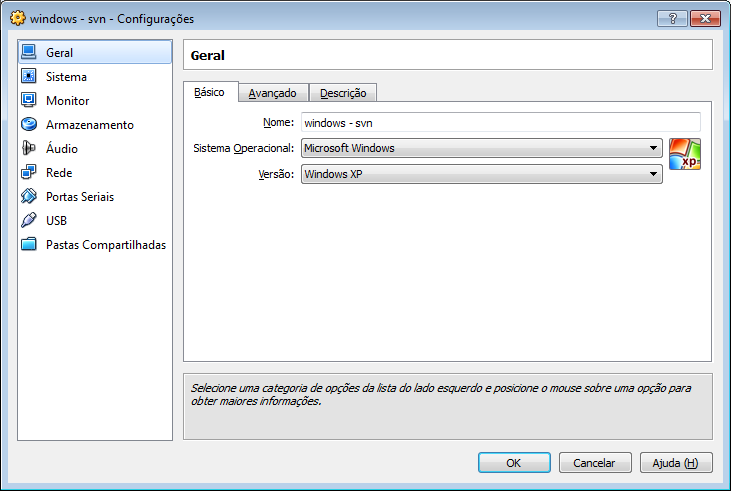 windows - svn - Configurações
Geral
Sistema
Monitor
Armazenamento
Áudio
Rede
Portas Seriais
USB
Pastas Compartilhadas
Geral
Básico
Avançado
Descrição
Nome: windows - svn
Sistema Operacional: Microsoft Windows
xp
Versão: Windows XP
Selecione uma categoria de opções da lista do lado esquerdo e posicione o mouse sobre uma opção para
obter maiores informações.
OK
Cancelar
Ajuda (H)